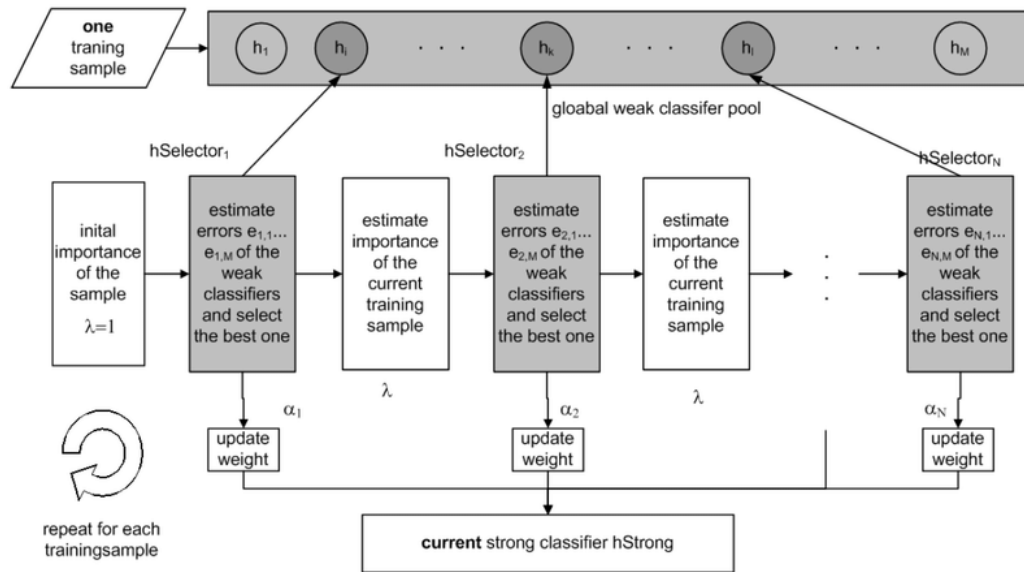 one
traning
sample
h1
hi
. . .
hk
. . .
hl
. . .
hM
gloabal weak classifer pool
hSelector1
hSelector2
hSelectorN
inital
importance
of the
sample
λ=1
estimate
errors e1,1...
e1,M of the
weak
classifiers
and select
the best one
estimate
importance
of the
current
training
sample
λ
estimate
errors e2,1...
e2,M of the
weak
classifiers
and select
the best one
estimate
importance
of the
current
training
sample
λ
. . .
estimate
errors eN,1...
eN,M of the
weak
classifiers
and select
the best one
α1
α2
αN
update
weight
update
weight
update
weight
repeat for each
trainingsample
current strong classifier hStrong